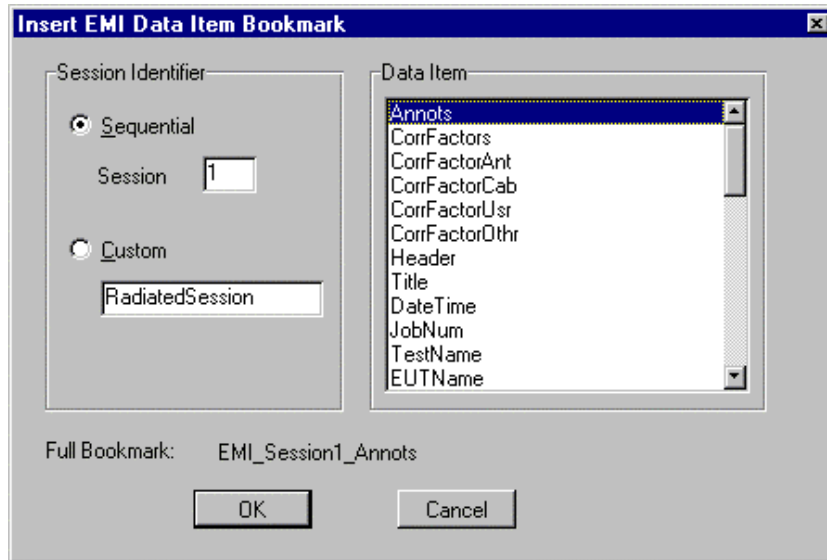 Insert EMI Data Item Bookmark
Session Identifier
Sequential
Session 1
Custom
RadiatedSession
Data Item
Annots
CorrFactors
CorrFactorAnt
CorrFactorCab
CorrFactorUsr
CorrFactorOthr
Header
Title
DateTime
JobNum
TestName
EUTName
Full Bookmark: EMI_Session1_Annots
OK Cancel